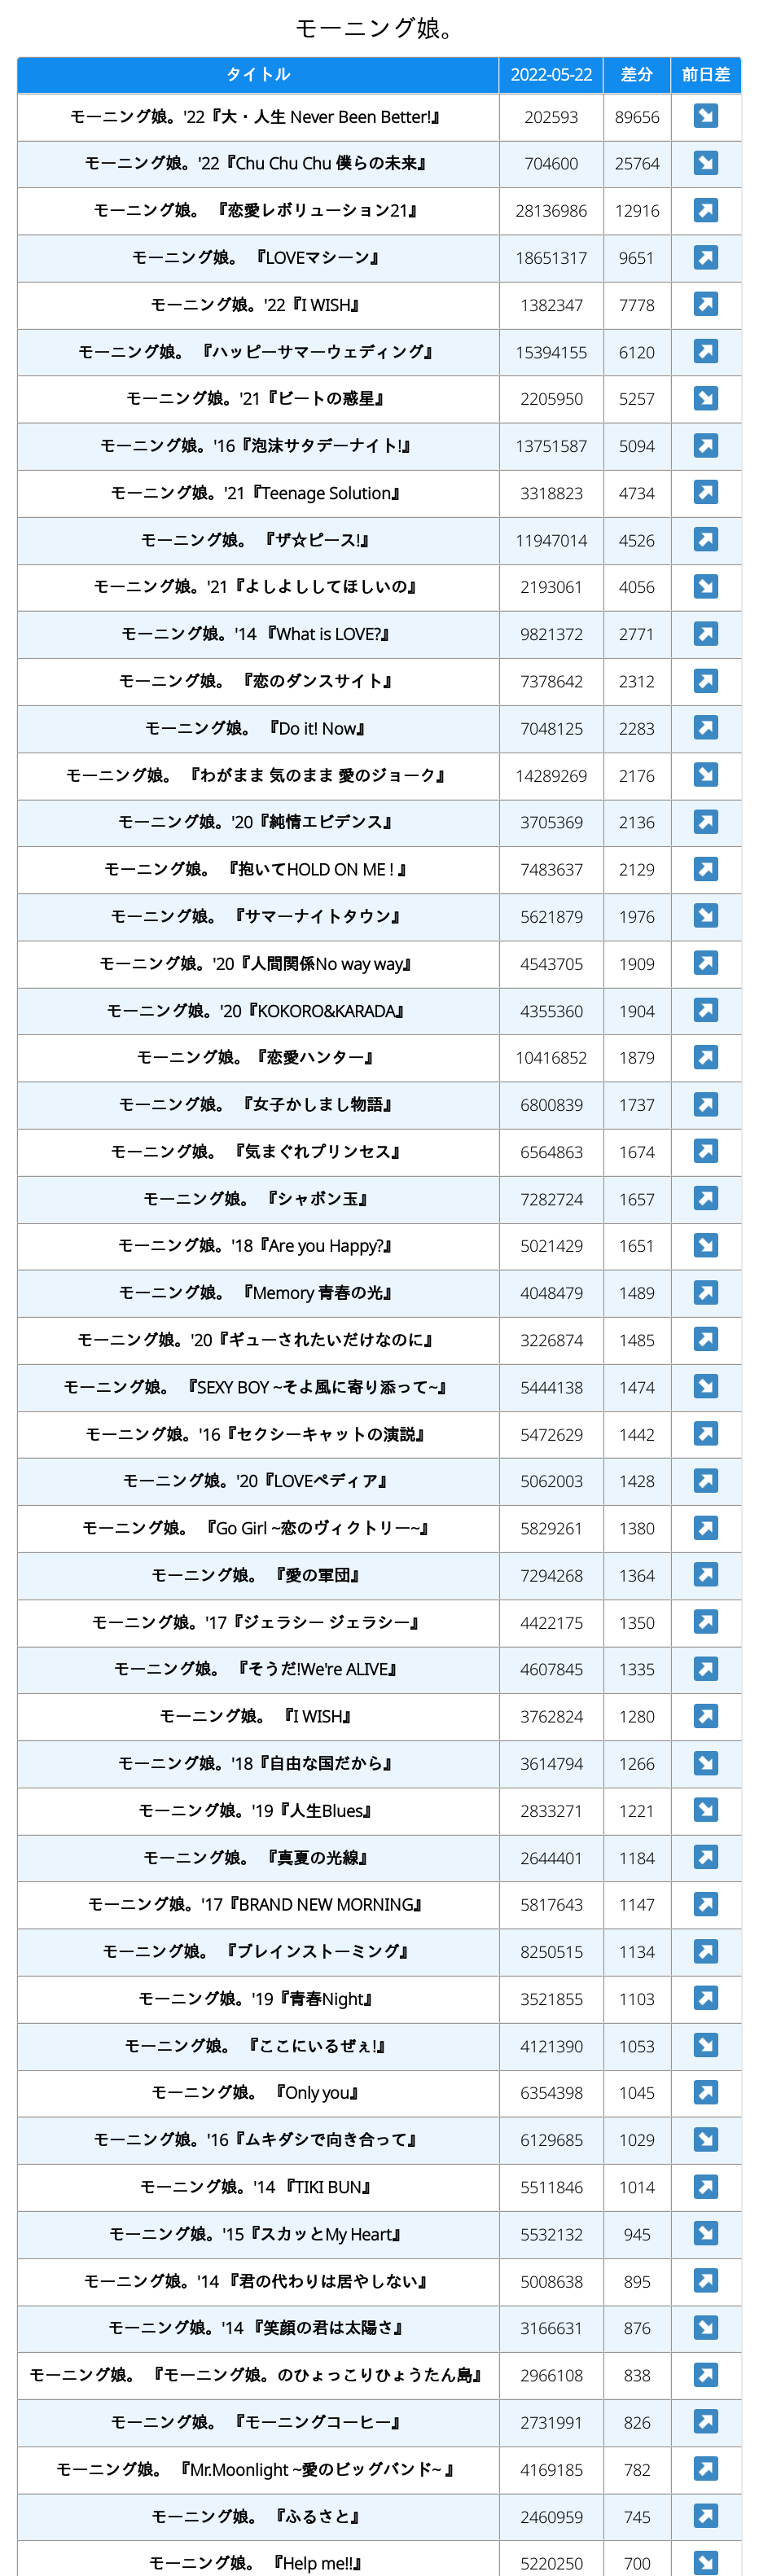 モーニング娘。
タイトル 2022-05-22 差分 前日差
モーニング娘。'22『大・人生 Never Been Better!』 202593 89656 ↘
モーニング娘。'22『Chu Chu Chu 僕らの未来』 704600 25764 ↘
モーニング娘。 『恋愛レボリューション21』 28136986 12916 ↗
モーニング娘。 『LOVEマシーン』 18651317 9651 ↗
モーニング娘。'22『I WISH』 1382347 7778 ↗
モーニング娘。 『ハッピーサマーウェディング』 15394155 6120 ↗
モーニング娘。'21『ビートの惑星』 2205950 5257 ↘
モーニング娘。'16『泡沫サタデーナイト!』 13751587 5094 ↗
モーニング娘。'21『Teenage Solution』 3318823 4734 ↗
モーニング娘。 『ザ☆ピース!』 11947014 4526 ↗
モーニング娘。'21『よしよししてほしいの』 2193061 4056 ↘
モーニング娘。'14 『What is LOVE?』 9821372 2771 ↗
モーニング娘。 『恋のダンスサイト』 7378642 2312 ↗
モーニング娘。 『Do it! Now』 7048125 2283 ↗
モーニング娘。 『わがまま 気のまま 愛のジョーク』 14289269 2176 ↘
モーニング娘。'20『純情エビデンス』 3705369 2136 ↗
モーニング娘。 『抱いてHOLD ON ME ! 』 7483637 2129 ↗
モーニング娘。 『サマーナイトタウン』 5621879 1976 ↘
モーニング娘。'20『人間関係No way way』 4543705 1909 ↗
モーニング娘。'20『KOKORO&KARADA』 4355360 1904 ↗
モーニング娘。『恋愛ハンター』 10416852 1879 ↗
モーニング娘。 『女子かしまし物語』 6800839 1737 ↗
モーニング娘。 『気まぐれプリンセス』 6564863 1674 ↗
モーニング娘。 『シャボン玉』 7282724 1657 ↗
モーニング娘。'18『Are you Happy?』 5021429 1651 ↘
モーニング娘。 『Memory 青春の光』 4048479 1489 ↗
モーニング娘。'20『ギューされたいだけなのに』 3226874 1485 ↗
モーニング娘。 『SEXY BOY ~そよ風に寄り添って~』 5444138 1474 ↘
モーニング娘。'16『セクシーキャットの演説』 5472629 1442 ↗
モーニング娘。'20『LOVEペディア』 5062003 1428 ↗
モーニング娘。 『Go Girl ~恋のヴィクトリー~』 5829261 1380 ↗
モーニング娘。 『愛の軍団』 7294268 1364 ↗
モーニング娘。'17『ジェラシー ジェラシー』 4422175 1350 ↗
モーニング娘。 『そうだ!We're ALIVE』 4607845 1335 ↗
モーニング娘。 『I WISH』 3762824 1280 ↗
モーニング娘。'18『自由な国だから』 3614794 1266 ↘
モーニング娘。'19『人生Blues』 2833271 1221 ↘
モーニング娘。 『真夏の光線』 2644401 1184 ↗
モーニング娘。'17『BRAND NEW MORNING』 5817643 1147 ↗
モーニング娘。 『ブレインストーミング』 8250515 1134 ↗
モーニング娘。'19『青春Night』 3521855 1103 ↗
モーニング娘。 『ここにいるぜぇ!』 4121390 1053 ↘
モーニング娘。 『Only you』 6354398 1045 ↗
モーニング娘。'16『ムキダシで向き合って』 6129685 1029 ↘
モーニング娘。'14 『TIKI BUN』 5511846 1014 ↗
モーニング娘。'15『スカッとMy Heart』 5532132 945 ↘
モーニング娘。'14 『君の代わりは居やしない』 5008638 895 ↗
モーニング娘。'14 『笑顔の君は太陽さ』 3166631 876 ↘
モーニング娘。 『モーニング娘。のひょっこりひょうたん島』 2966108 838 ↗
モーニング娘。 『モーニングコーヒー』 2731991 826 ↗
モーニング娘。 『Mr.Moonlight ~愛のビッグバンド~ 』 4169185 782 ↗
モーニング娘。 『ふるさと』 2460959 745 ↗
モーニング娘。 『Help me!!』 5220250 700 ↘